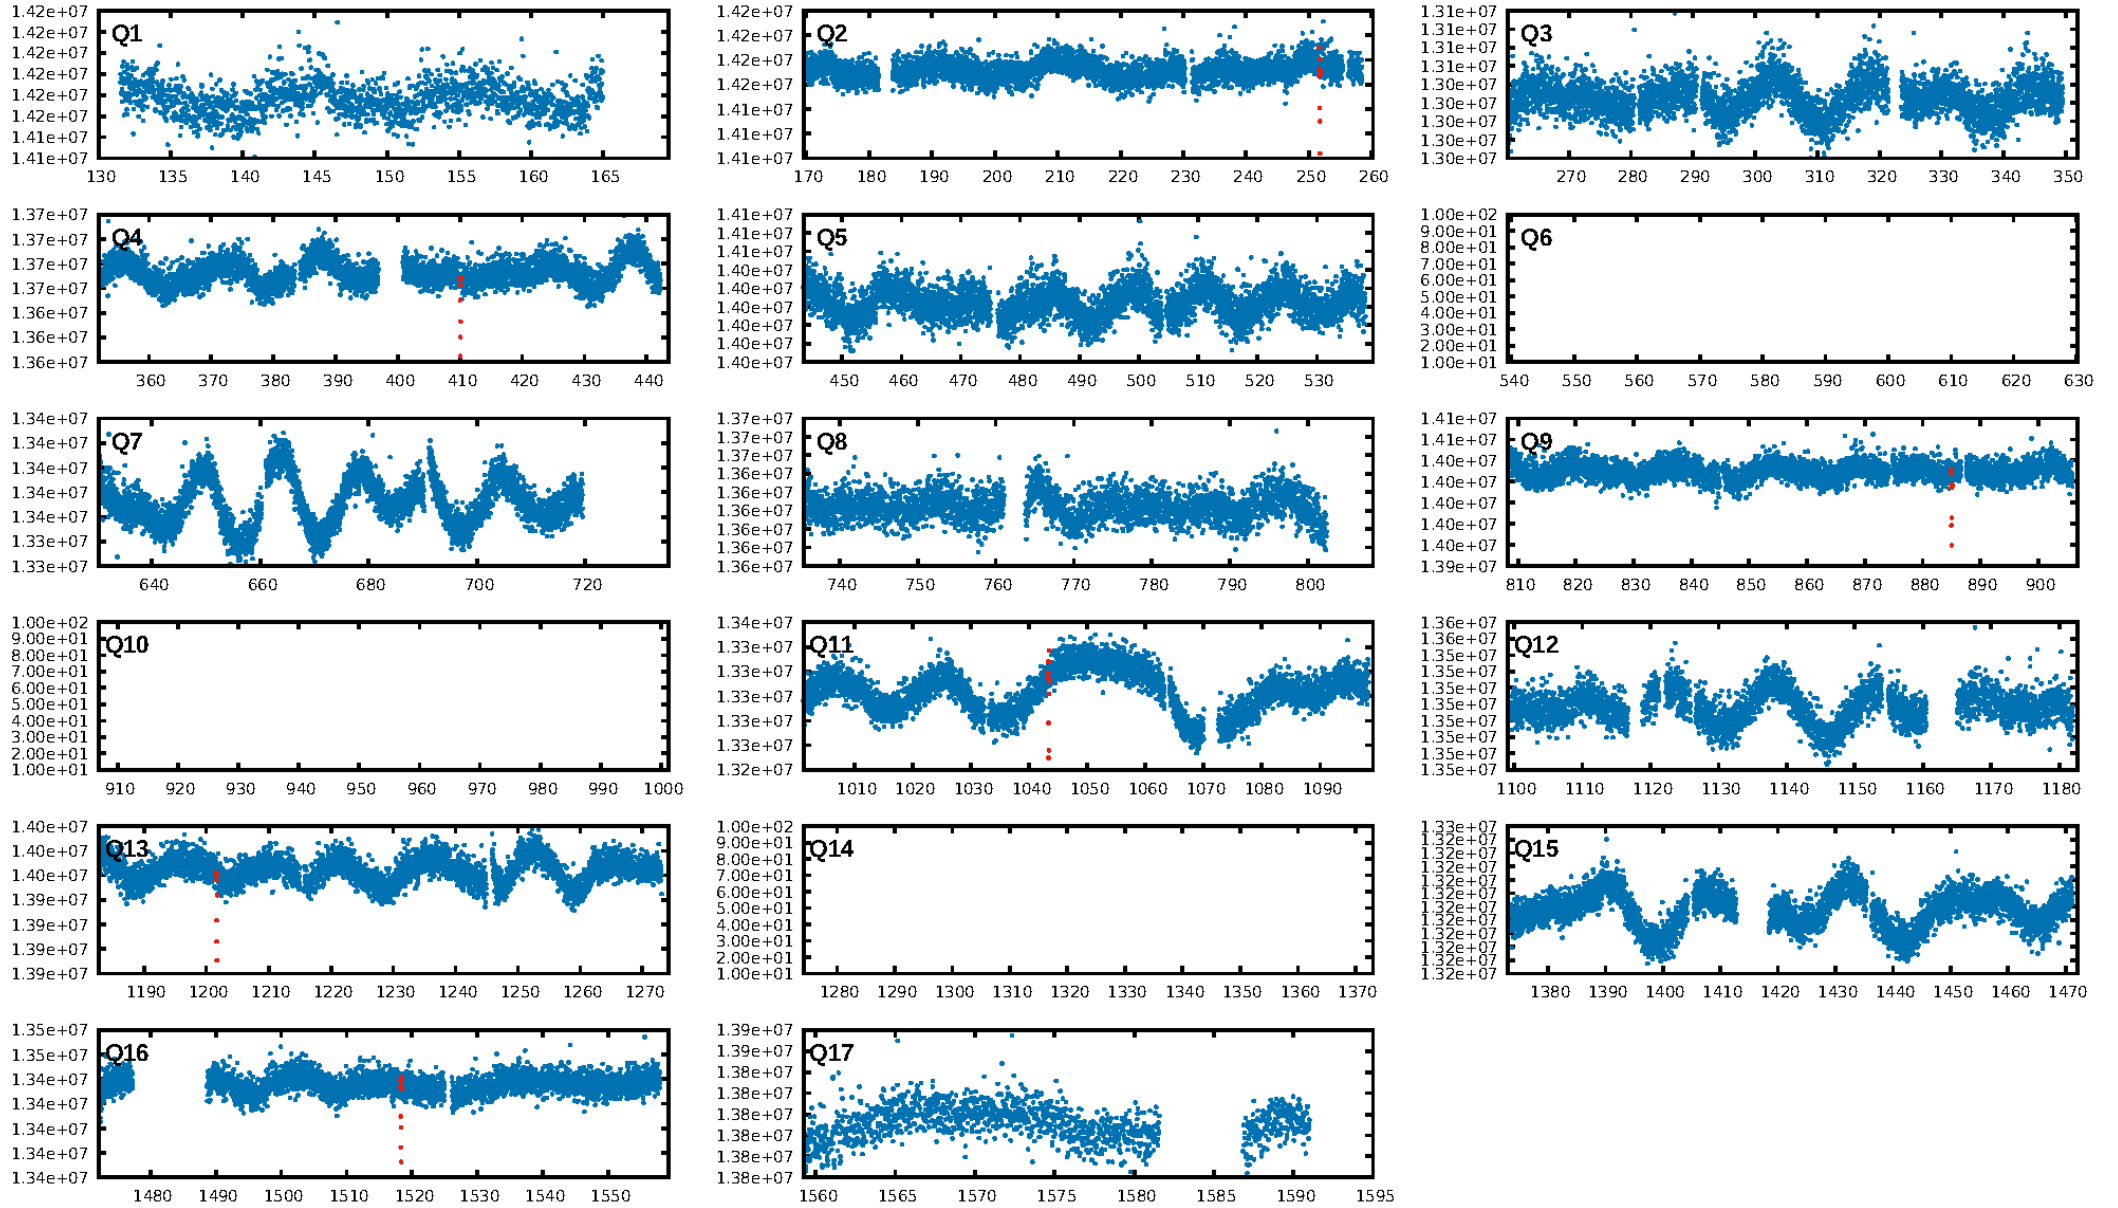 1.42e+07
1.42e+07
1.42e+07
1.42e+07
1.42e+07
1.42e+07
1.41e+07
1.41e+07
Q1
130 135 140 145 150 155 160 165
1.42e+07
1.42e+07
1.42e+07
1.42e+07
1.41e+07
1.41e+07
1.41e+07
Q2
170 180 190 200 210 220 230 240 250 260
1.31e+07
1.31e+07
1.31e+07
1.31e+07
1.30e+07
1.30e+07
1.30e+07
1.30e+07
1.30e+07
Q3
270 280 290 300 310 320 330 340 350
1.37e+07
1.37e+07
1.37e+07
1.37e+07
1.36e+07
1.36e+07
1.36e+07
Q4
360 370 380 390 400 410 420 430 440
1.41e+07
1.41e+07
1.40e+07
1.40e+07
1.40e+07
1.40e+07
1.40e+07
1.40e+07
1.40e+07
Q5
450 460 470 480 490 500 510 520 530
1.00e+02
9.00e+01
8.00e+01
7.00e+01
6.00e+01
5.00e+01
4.00e+01
3.00e+01
2.00e+01
1.00e+01
Q6
540 550 560 570 580 590 600 610 620 630
1.34e+07
1.34e+07
1.34e+07
1.34e+07
1.34e+07
1.33e+07
1.33e+07
Q7
640 660 680 700 720
1.37e+07
1.37e+07
1.37e+07
1.36e+07
1.36e+07
1.36e+07
1.36e+07
1.36e+07
1.36e+07
Q8
740 750 760 770 780 790 800
1.41e+07
1.41e+07
1.40e+07
1.40e+07
1.40e+07
1.40e+07
1.40e+07
1.39e+07
Q9
810 820 830 840 850 860 870 880 890 900
1.00e+02
9.00e+01
8.00e+01
7.00e+01
6.00e+01
5.00e+01
4.00e+01
3.00e+01
2.00e+01
1.00e+01
Q10
910 920 930 940 950 960 970 980 990 1000
1.34e+07
1.33e+07
1.33e+07
1.33e+07
1.33e+07
1.33e+07
1.32e+07
Q11
1010 1020 1030 1040 1050 1060 1070 1080 1090
1.36e+07
1.36e+07
1.35e+07
1.35e+07
1.35e+07
1.35e+07
1.35e+07
1.35e+07
1.35e+07
1.35e+07
Q12
1100 1110 1120 1130 1140 1150 1160 1170 1180
1.40e+07
1.40e+07
1.40e+07
1.39e+07
1.39e+07
1.39e+07
1.39e+07
Q13
1190 1200 1210 1220 1230 1240 1250 1260 1270
1.00e+02
9.00e+01
8.00e+01
7.00e+01
6.00e+01
5.00e+01
4.00e+01
3.00e+01
2.00e+01
1.00e+01
Q14
1280 1290 1300 1310 1320 1330 1340 1350 1360 1370
1.33e+07
1.32e+07
1.32e+07
1.32e+07
1.32e+07
1.32e+07
1.32e+07
1.32e+07
1.32e+07
1.32e+07
1.32e+07
1.32e+07
Q15
1380 1390 1400 1410 1420 1430 1440 1450 1460 1470
1.35e+07
1.35e+07
1.34e+07
1.34e+07
1.34e+07
1.34e+07
1.34e+07
Q16
1480 1490 1500 1510 1520 1530 1540 1550
1.39e+07
1.39e+07
1.38e+07
1.38e+07
1.38e+07
1.38e+07
1.38e+07
1.38e+07
Q17
1560 1565 1570 1575 1580 1585 1590 1595